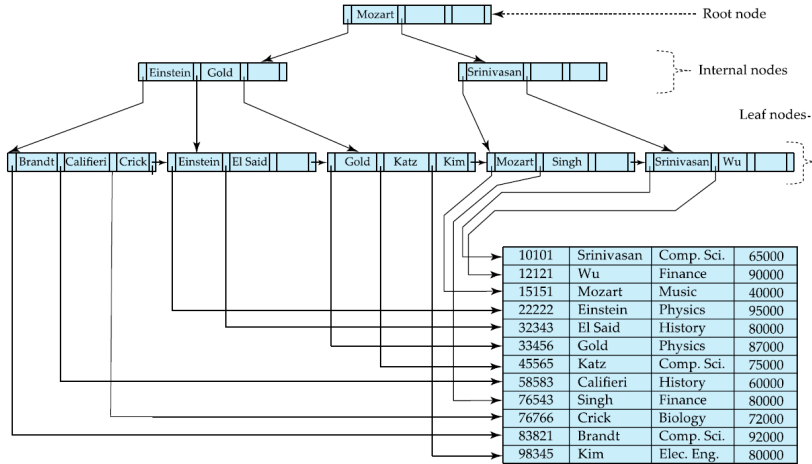 Mozart
Root node
Einstein Gold
Srinivasan
Internal nodes
Leaf nodes
Brandt Califieri Crick Einstein El Said Gold Katz Kim Mozart Singh Srinivasan Wu
10101 Srinivasan Comp. Sci. 65000
12121 Wu Finance 90000
15151 Mozart Music 40000
22222 Einstein Physics 95000
32343 El Said History 80000
33456 Gold Physics 87000
45565 Katz Comp. Sci. 75000
58583 Califieri History 60000
76543 Singh Finance 80000
76766 Crick Biology 72000
83821 Brandt Comp. Sci. 92000
98345 Kim Elec. Eng. 80000